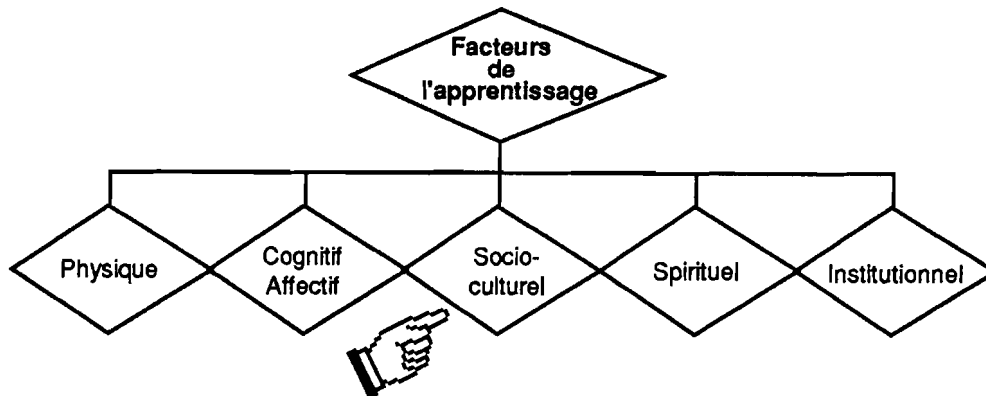 Facteurs
de
l'apprentissage
Physique
Cognitif
Affectif
Socio-
culturel
Spirituel
Institutionnel